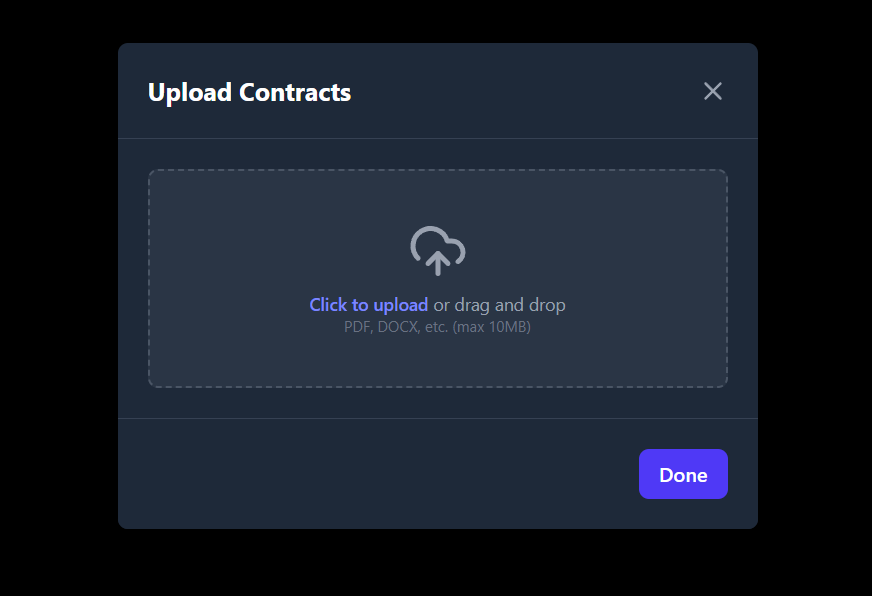 Upload Contracts
Click to upload or drag and drop
PDF, DOCX, etc. (max 10MB)
Done